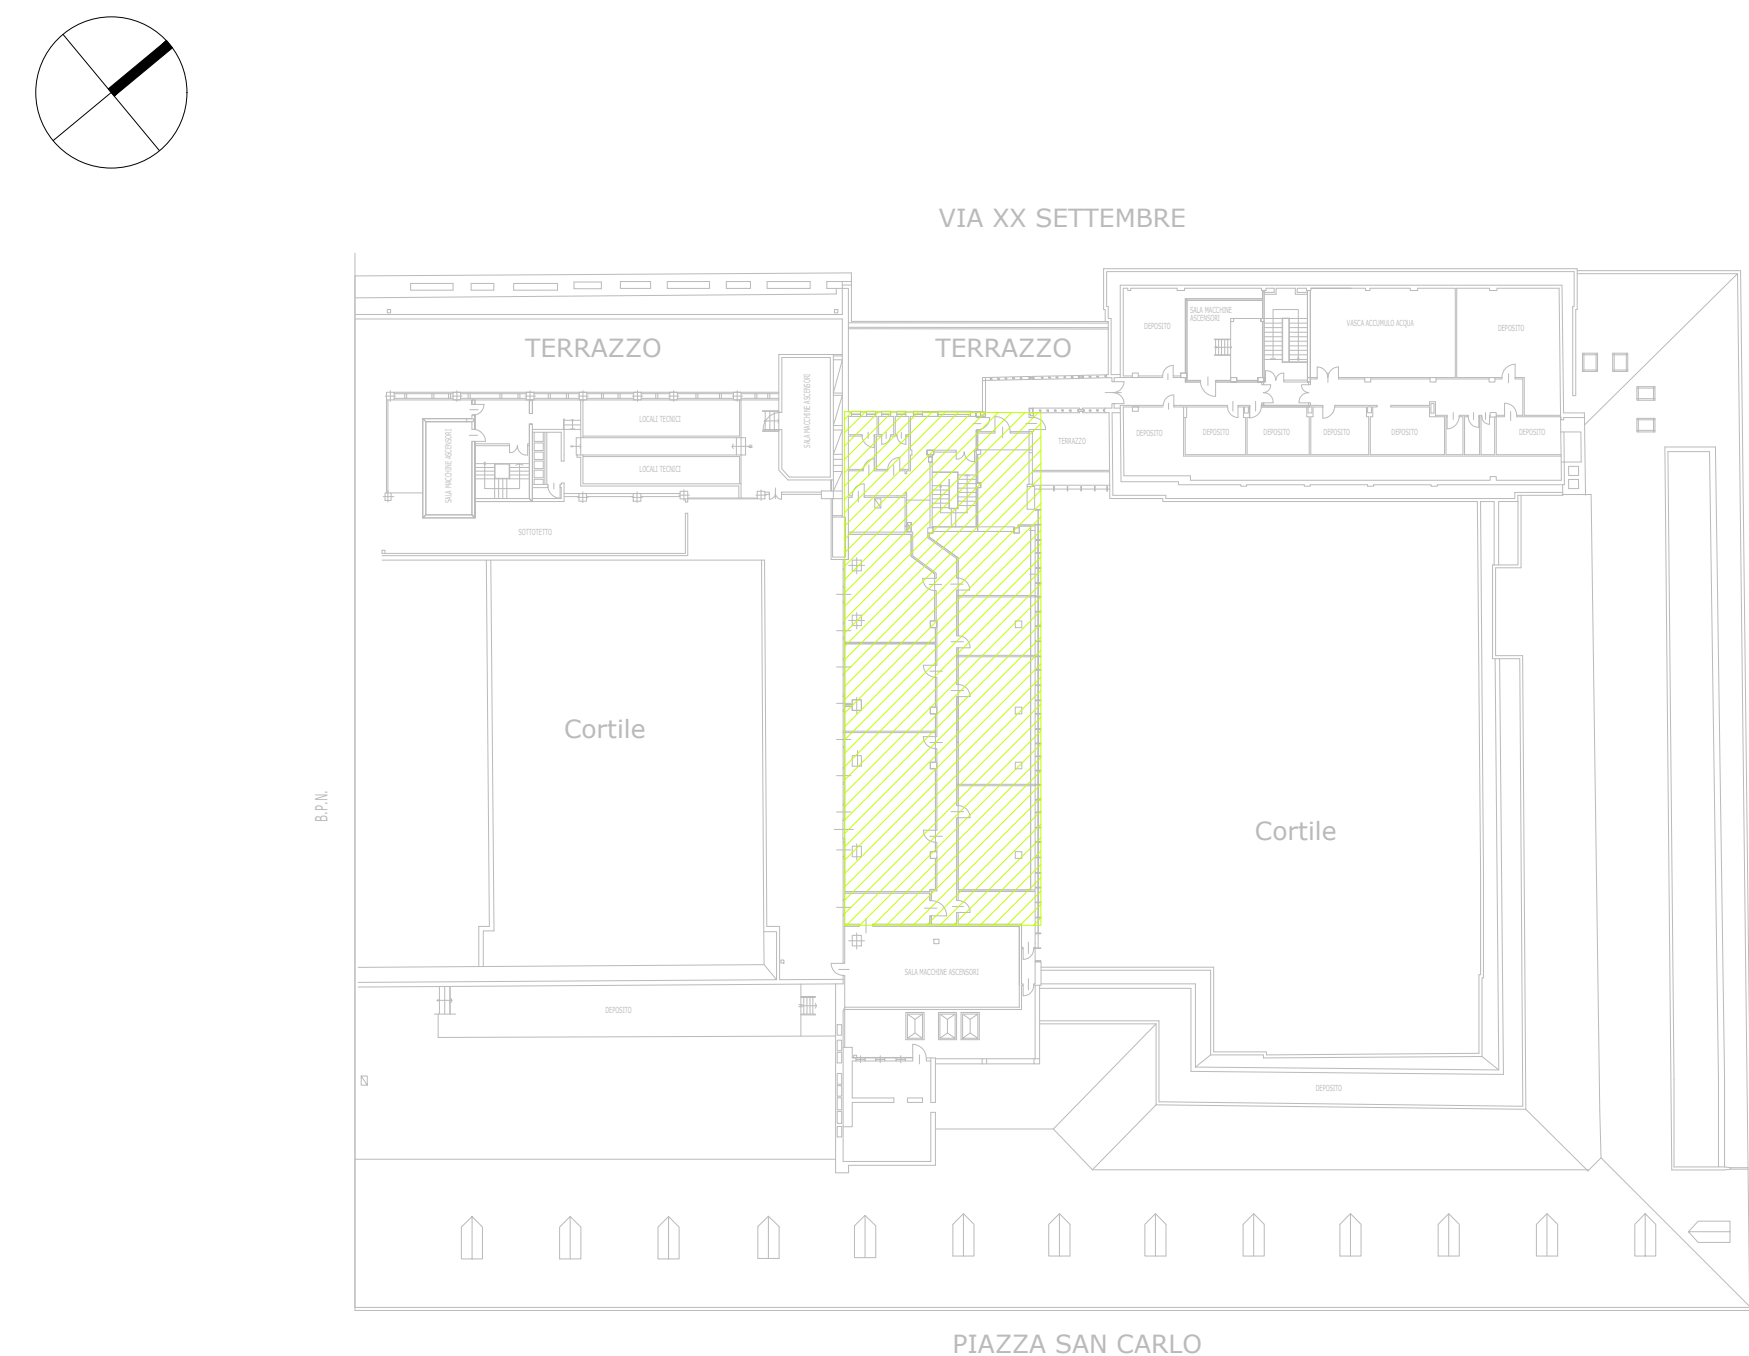 VIA XX SETTEMBRE
SALA MACCHINE
ASCENSORI
DEPOSITO
VASCA ACCUMULO ACQUA
DEPOSITO
TERRAZZO
TERRAZZO
SALA MACCHINE ASCENSORI
LOCALI TECNICI
SALA MACCHINE ASCENSORI
LOCALI TECNICI
TERRAZZO
DEPOSITO
DEPOSITO
DEPOSITO
DEPOSITO
DEPOSITO
DEPOSITO
SOTTOTETTO
Cortile
B.P.N.
Cortile
SALA MACCHINE ASCENSORI
DEPOSITO
DEPOSITO
PIAZZA SAN CARLO